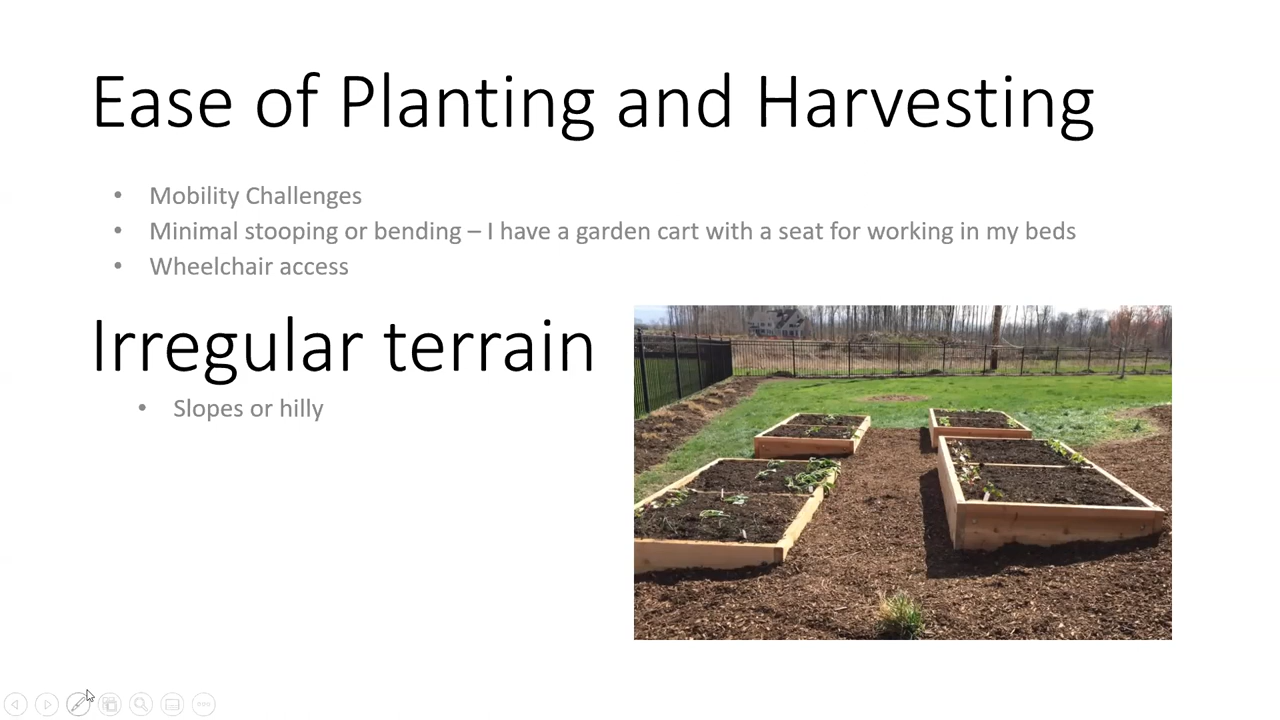 Ease of Planting and Harvesting
• Mobility Challenges
• Minimal stooping or bending – I have a garden cart with a seat for working in my beds
• Wheelchair access
Irregular terrain
• Slopes or hilly